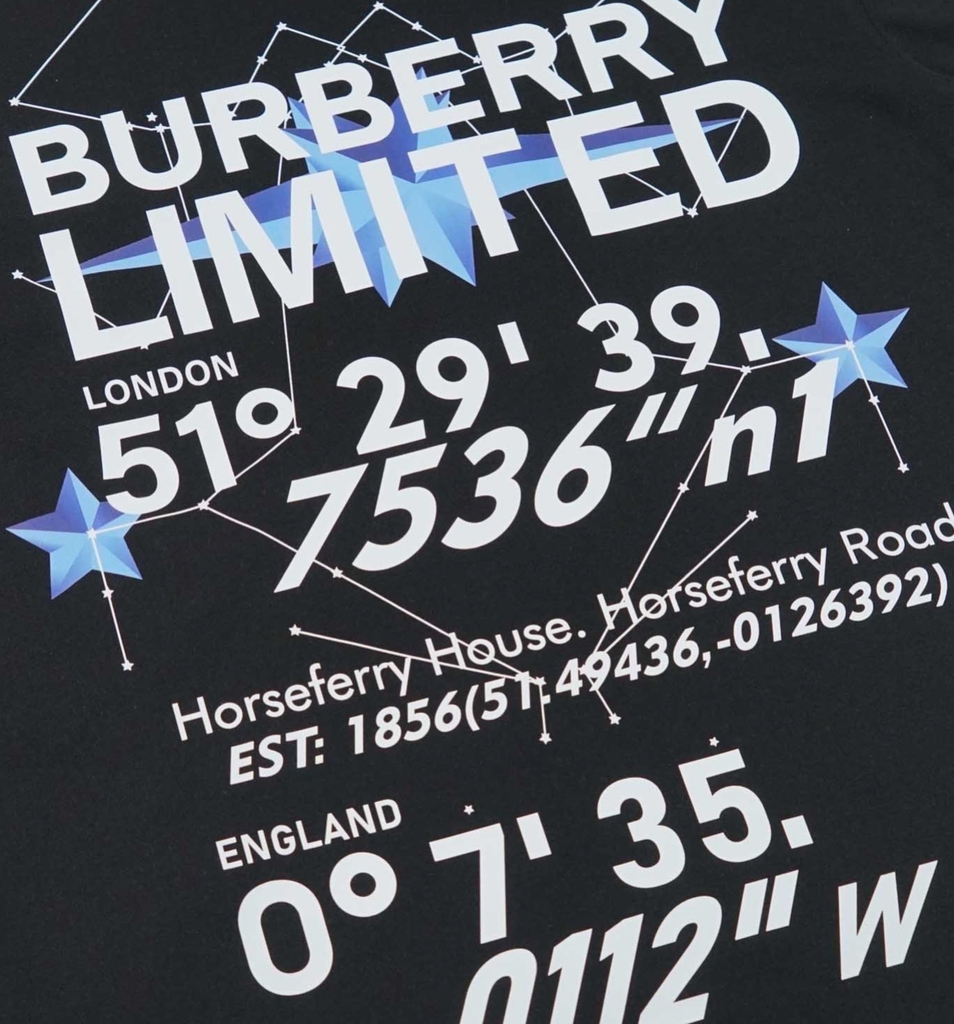 BURBERRY
LIMITED
LONDON
51° 29' 39.
7536" n1
Horseferry House. Horseferry Road
EST: 1856(51.49436,-0126392)
ENGLAND
0° 7' 35.
0112" W